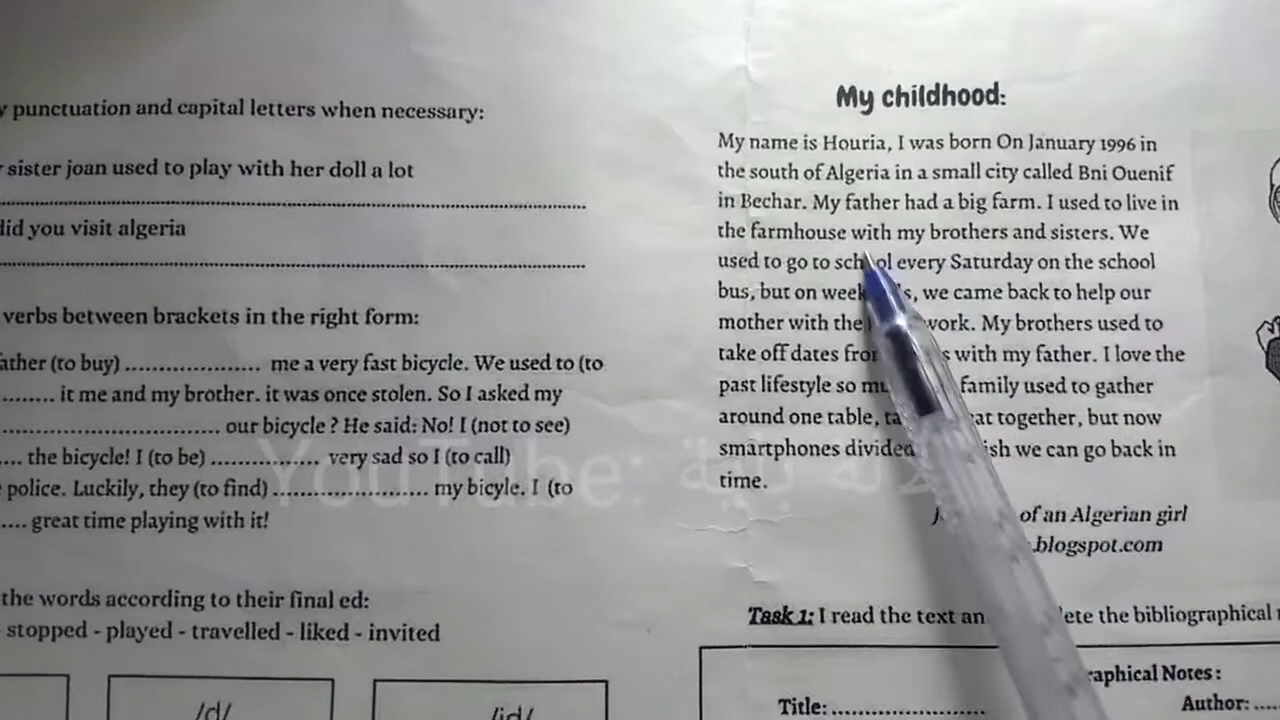 y punctuation and capital letters when necessary:
sister joan used to play with her doll a lot
did you visit algeria
verbs between brackets in the right form:
ather (to buy) .................... me a very fast bicycle. We used to (to
........ it me and my brother. it was once stolen. So I asked my
................................ our bicycle ? He said: No! I (not to see)
.... the bicycle! I (to be) ................ very sad so I (to call)
police. Luckily, they (to find) ....................... my bicyle. I (to
.... great time playing with it!
the words according to their final ed:
stopped - played - travelled - liked - invited
/d/ /id/
My childhood:
My name is Houria, I was born On January 1996 in
the south of Algeria in a small city called Bni Ouenif
in Bechar. My father had a big farm. I used to live in
the farmhouse with my brothers and sisters. We
used to go to school every Saturday on the school
bus, but on week s, we came back to help our
mother with the work. My brothers used to
take off dates fro s with my father. I love the
past lifestyle so mu family used to gather
around one table, ta at together, but now
smartphones divided ish we can go back in
time.
of an Algerian girl
.blogspot.com
Task 1: I read the text an ete the bibliographical
raphical Notes:
Title: ....................... Author: ....
YouTube: